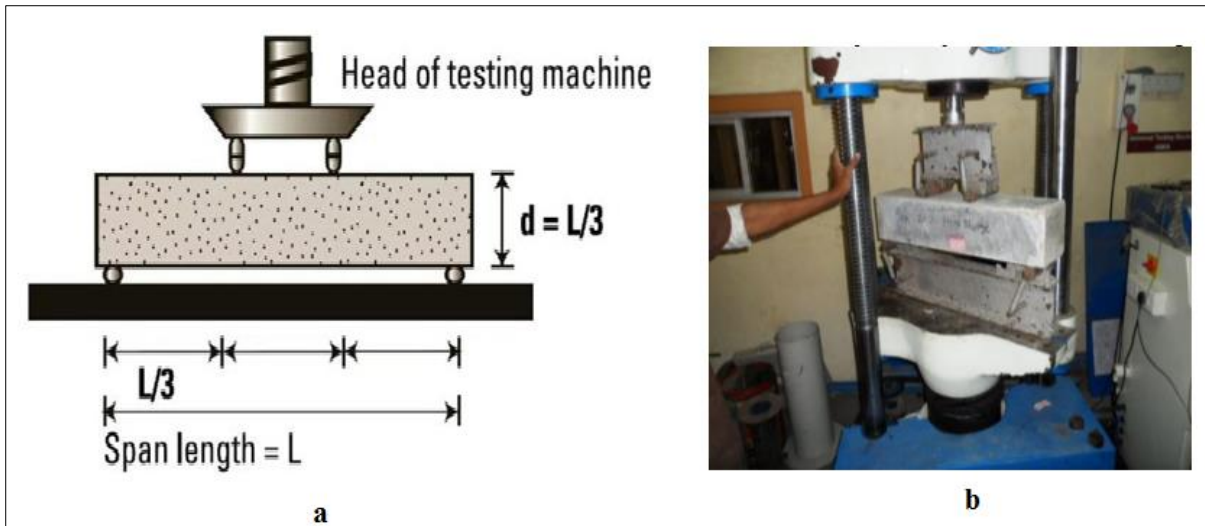 Head of testing machine
d = L/3
L/3
Span length = L
a
b